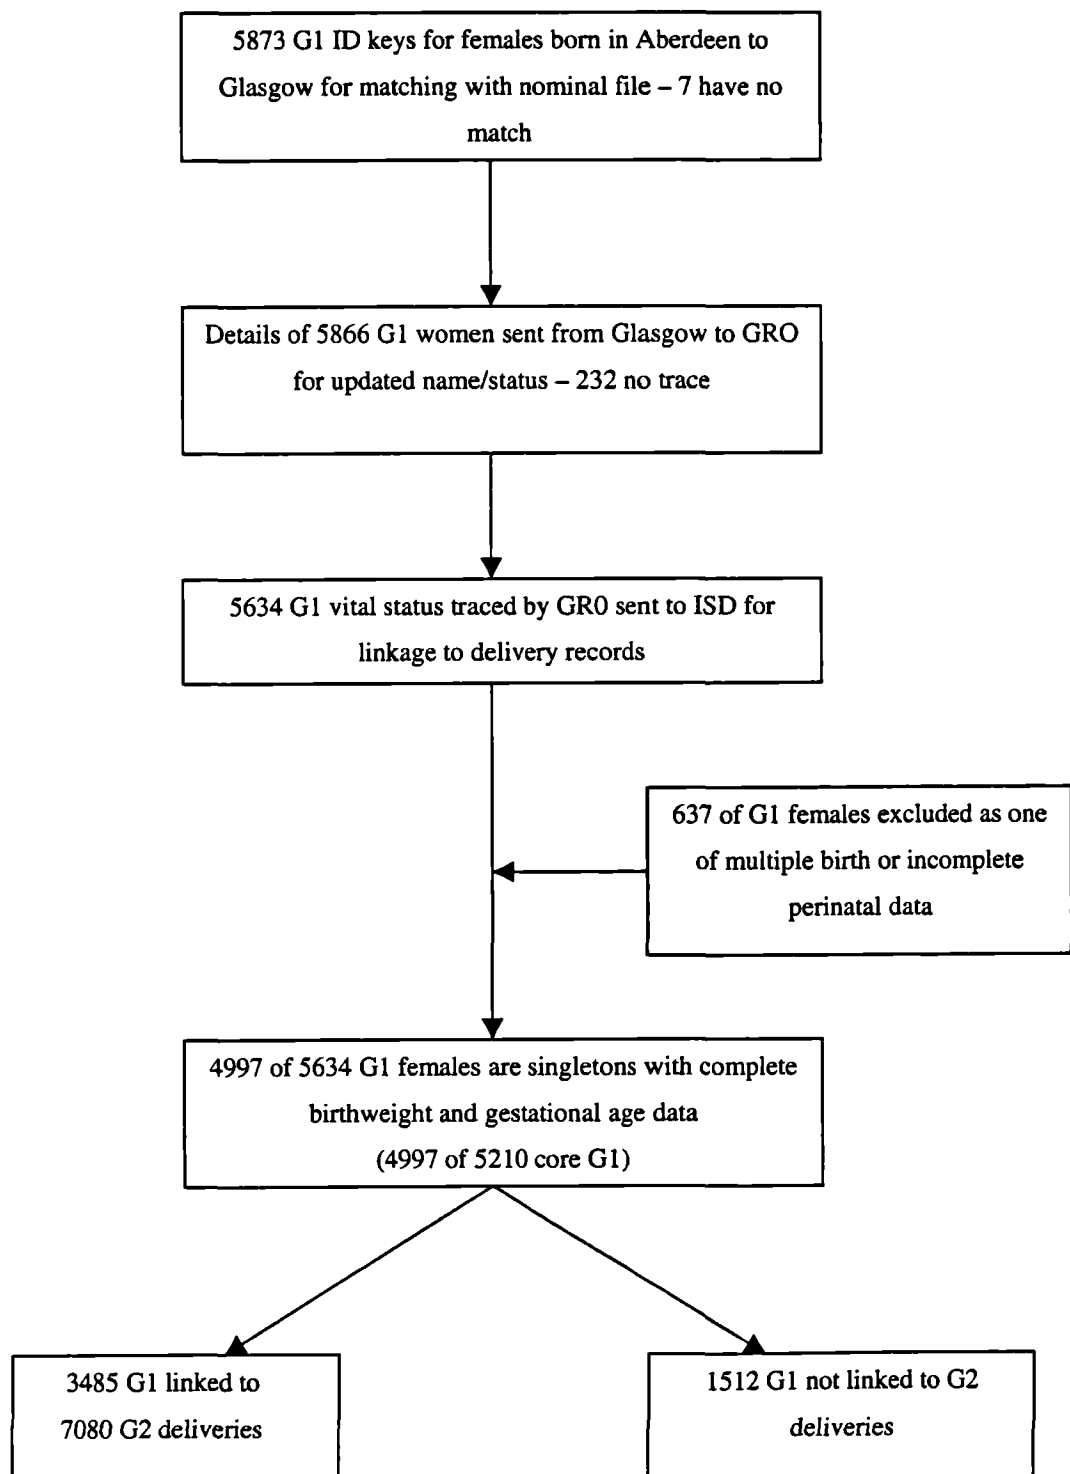 5873 G1 ID keys for females born in Aberdeen to
Glasgow for matching with nominal file – 7 have no
match
Details of 5866 G1 women sent from Glasgow to GRO
for updated name/status – 232 no trace
5634 G1 vital status traced by GR0 sent to ISD for
linkage to delivery records
637 of G1 females excluded as one
of multiple birth or incomplete
perinatal data
4997 of 5634 G1 females are singletons with complete
birthweight and gestational age data
(4997 of 5210 core G1)
3485 G1 linked to
7080 G2 deliveries
1512 G1 not linked to G2
deliveries